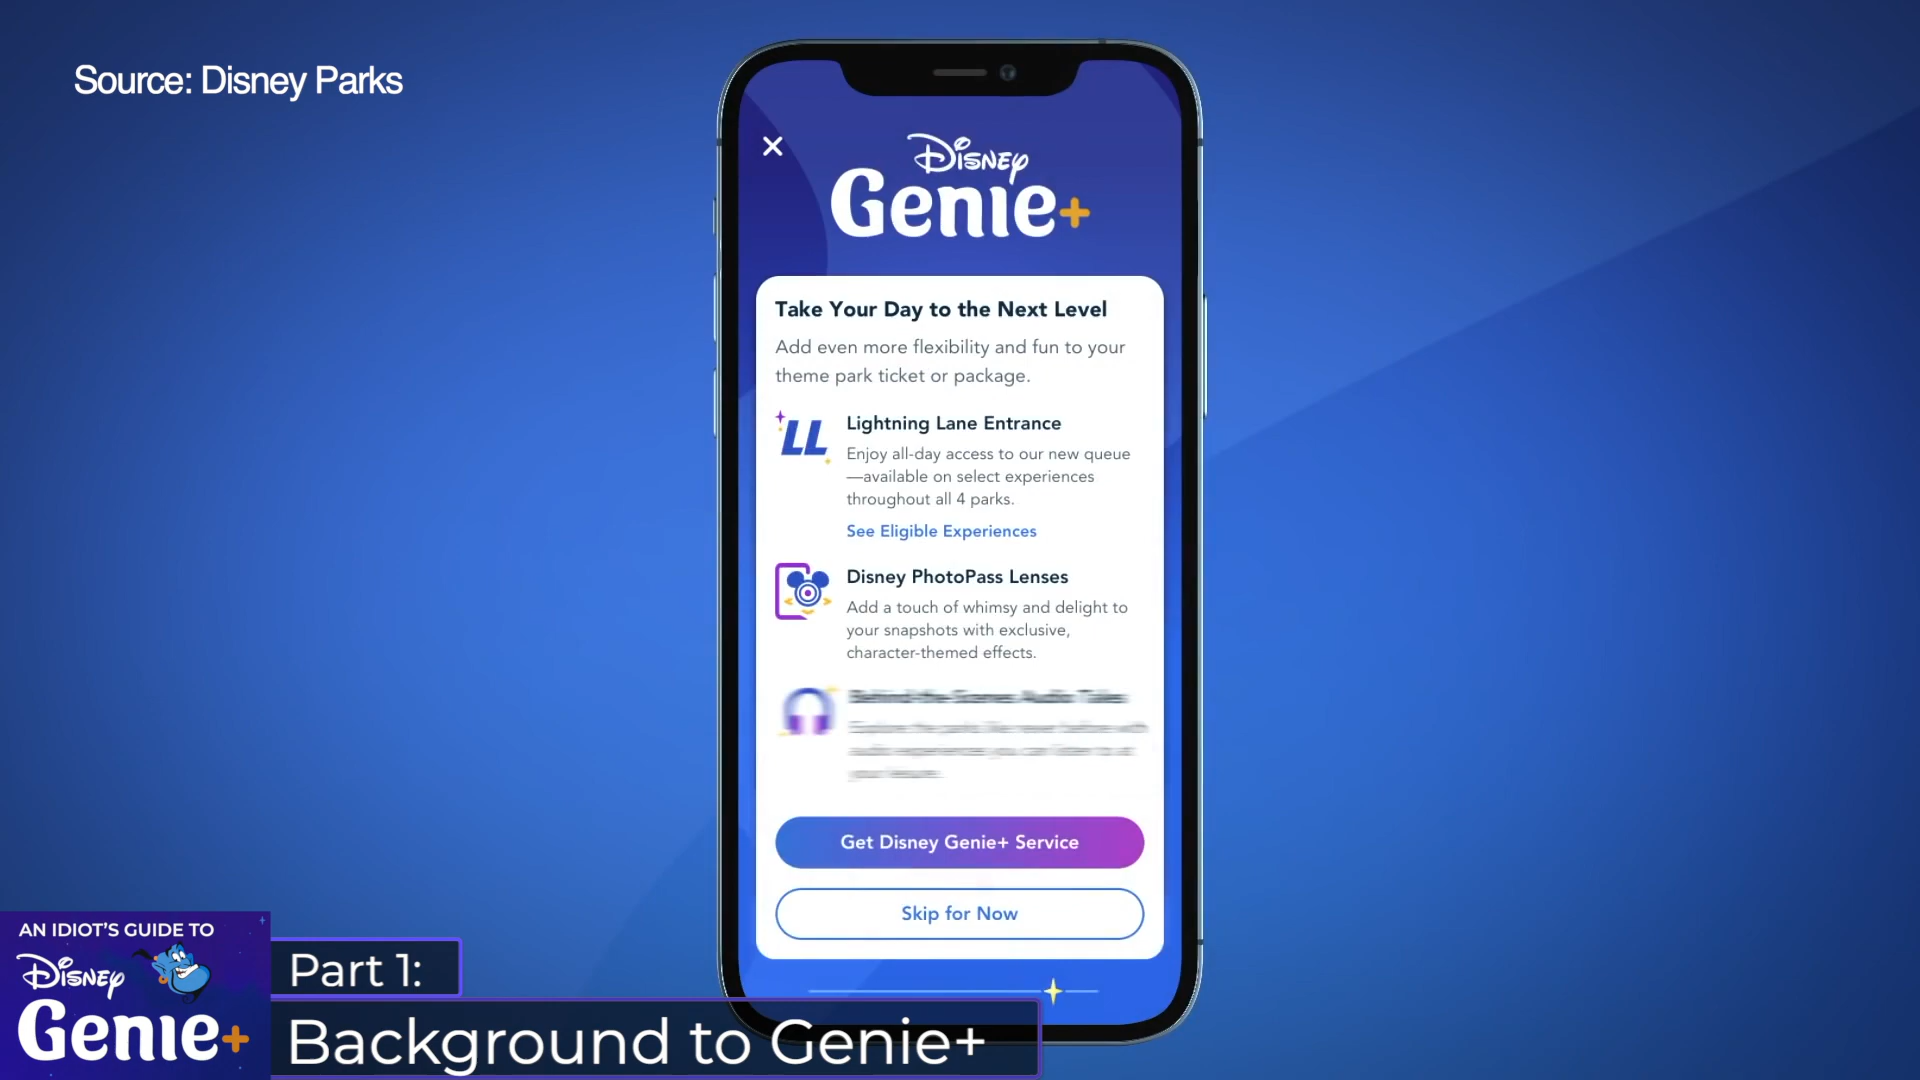 Source: Disney Parks
Disney
Genie+
Take Your Day to the Next Level
Add even more flexibility and fun to your
theme park ticket or package.
LL
Lightning Lane Entrance
Enjoy all-day access to our new queue
—available on select experiences
throughout all 4 parks.
See Eligible Experiences
Disney PhotoPass Lenses
Add a touch of whimsy and delight to
your snapshots with exclusive,
character-themed effects.
Get Disney Genie+ Service
Skip for Now
AN IDIOT'S GUIDE TO
Disney
Genie+
Part 1:
Background to Genie+